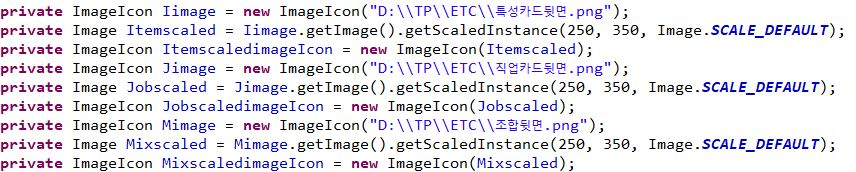 private ImageIcon Iimage = new ImageIcon("D:\\TP\\ETC\\특성카드뒷면.png");
private Image Itemscaled = Iimage.getImage().getScaledInstance(250, 350, Image.SCALE_DEFAULT);
private ImageIcon ItemscaledimageIcon = new ImageIcon(Itemscaled);
private ImageIcon Jimage = new ImageIcon("D:\\TP\\ETC\\직업카드뒷면.png");
private Image Jobscaled = Jimage.getImage().getScaledInstance(250, 350, Image.SCALE_DEFAULT);
private ImageIcon JobscaledimageIcon = new ImageIcon(Jobscaled);
private ImageIcon Mimage = new ImageIcon("D:\\TP\\ETC\\조합뒷면.png");
private Image Mixscaled = Mimage.getImage().getScaledInstance(250, 350, Image.SCALE_DEFAULT);
private ImageIcon MixscaledimageIcon = new ImageIcon(Mixscaled);